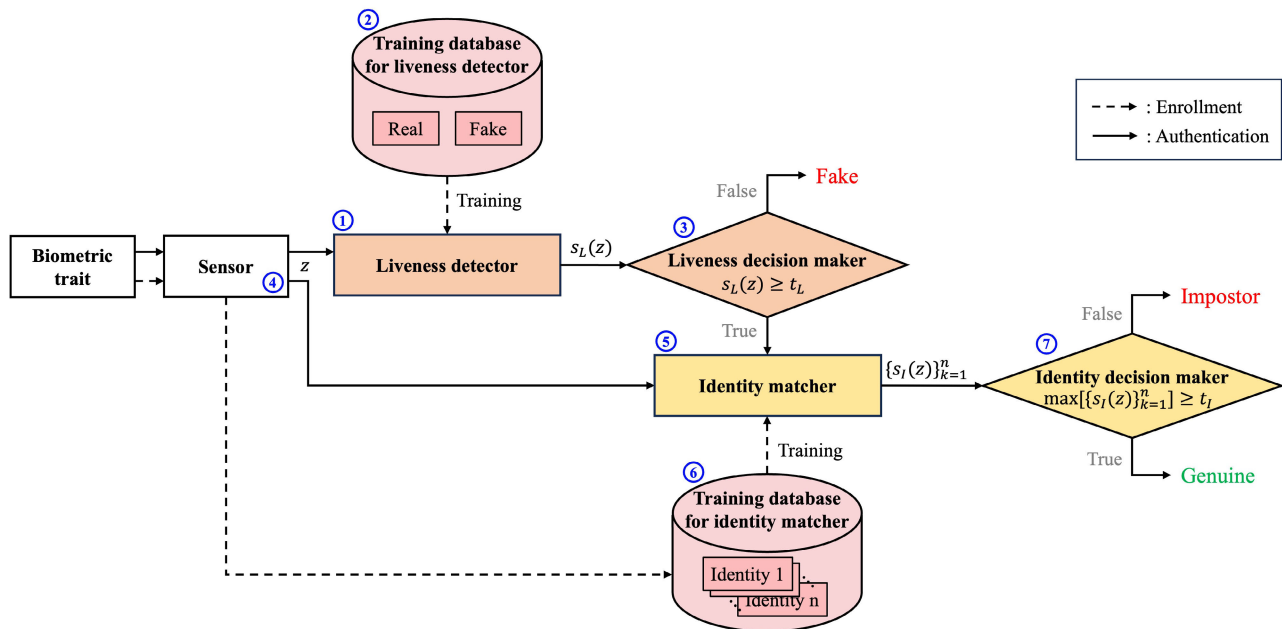 ②
Training database
for liveness detector
Real
Fake
: Enrollment
: Authentication
Training
False
Fake
①
③
Biometric
trait
Sensor
④
z
Liveness detector
s_L(z)
Liveness decision maker
s_L(z) ≥ t_L
True
⑤
Identity matcher
{s_I(z)}_{k=1}^n
False
Impostor
⑦
Identity decision maker
max[{s_I(z)}_{k=1}^n] ≥ t_I
True
Genuine
Training
⑥
Training database
for identity matcher
Identity 1
Identity n